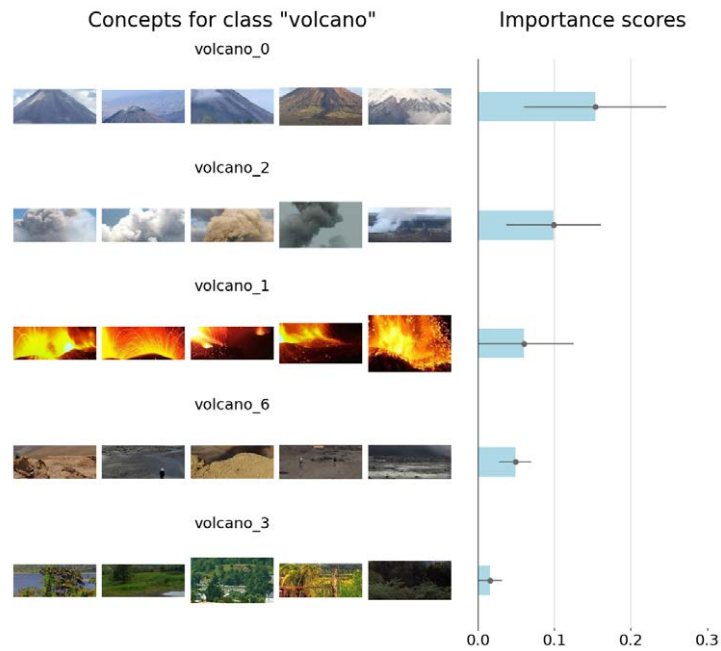 Concepts for class "volcano"
Importance scores
volcano_0
volcano_2
volcano_1
volcano_6
volcano_3
0.0 0.1 0.2 0.3